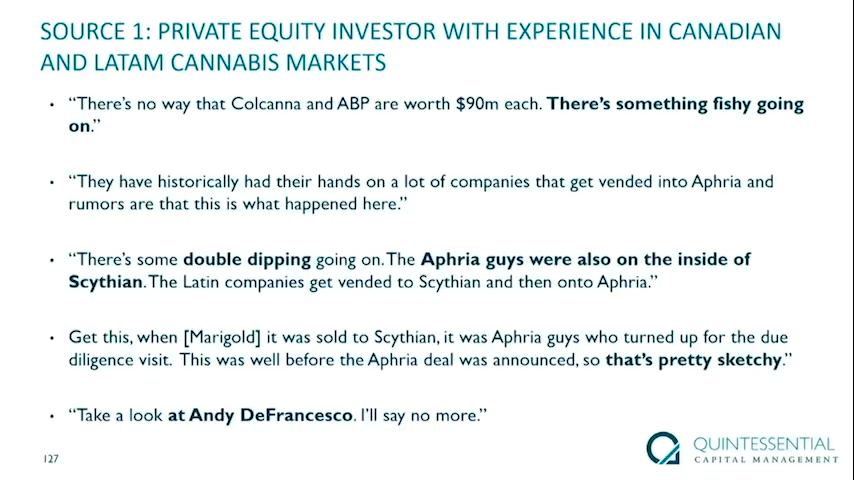 SOURCE 1: PRIVATE EQUITY INVESTOR WITH EXPERIENCE IN CANADIAN
AND LATAM CANNABIS MARKETS
• “There’s no way that Colcanna and ABP are worth $90m each. There’s something fishy going
on.”
• “They have historically had their hands on a lot of companies that get vended into Aphria and
rumors are that this is what happened here.”
• “There’s some double dipping going on. The Aphria guys were also on the inside of
Scythian. The Latin companies get vended to Scythian and then onto Aphria.”
• Get this, when [Marigold] it was sold to Scythian, it was Aphria guys who turned up for the due
diligence visit. This was well before the Aphria deal was announced, so that’s pretty sketchy.”
• “Take a look at Andy DeFrancesco. I’ll say no more.”
127
QUINTESSENTIAL
CAPITAL MANAGEMENT